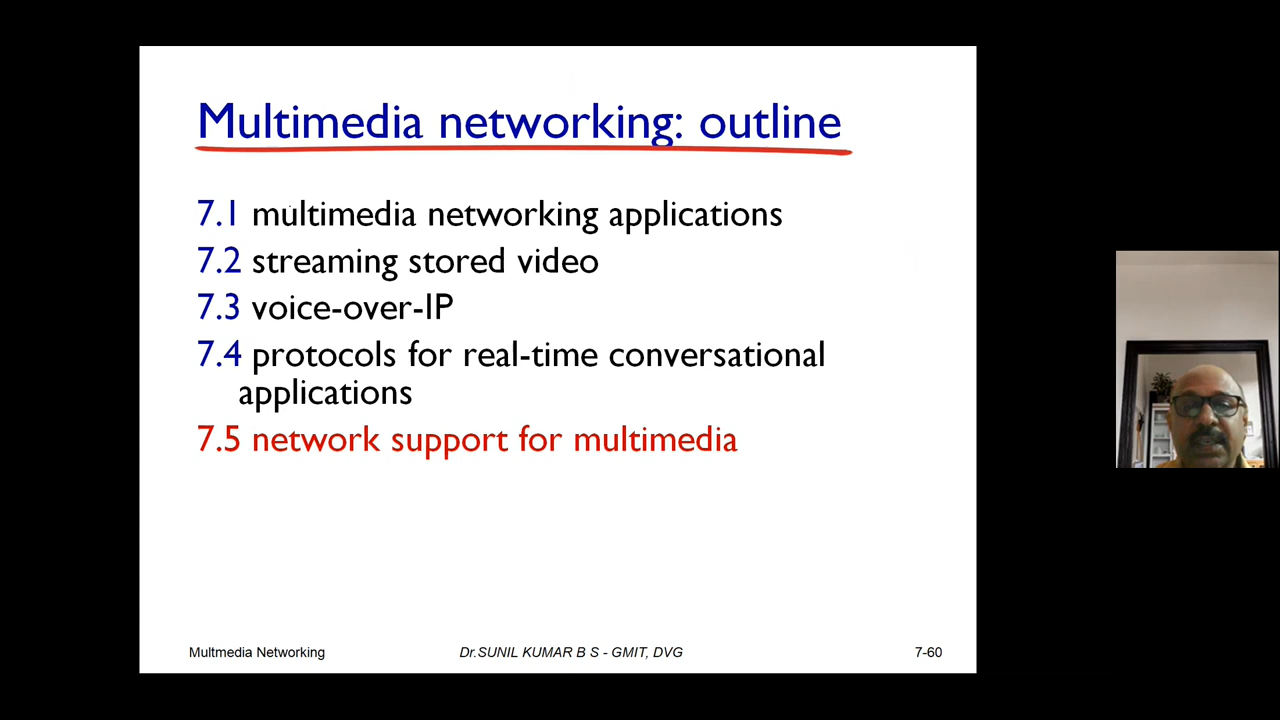 Multimedia networking: outline
7.1 multimedia networking applications
7.2 streaming stored video
7.3 voice-over-IP
7.4 protocols for real-time conversational
applications
7.5 network support for multimedia
Multmedia Networking Dr.SUNIL KUMAR B S - GMIT, DVG 7-60